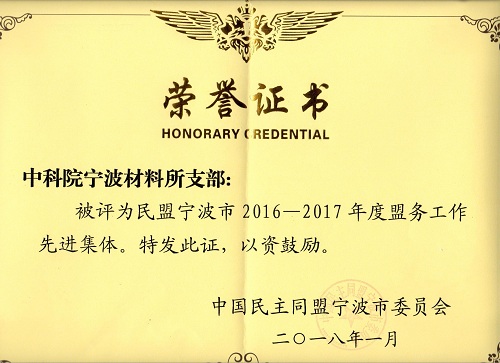 荣誉证书
HONORARY CREDENTIAL
中科院宁波材料所支部：
被评为民盟宁波市2016—2017年度盟务工作
先进集体。特发此证，以资鼓励。
中国民主同盟宁波市委员会
二〇一八年一月